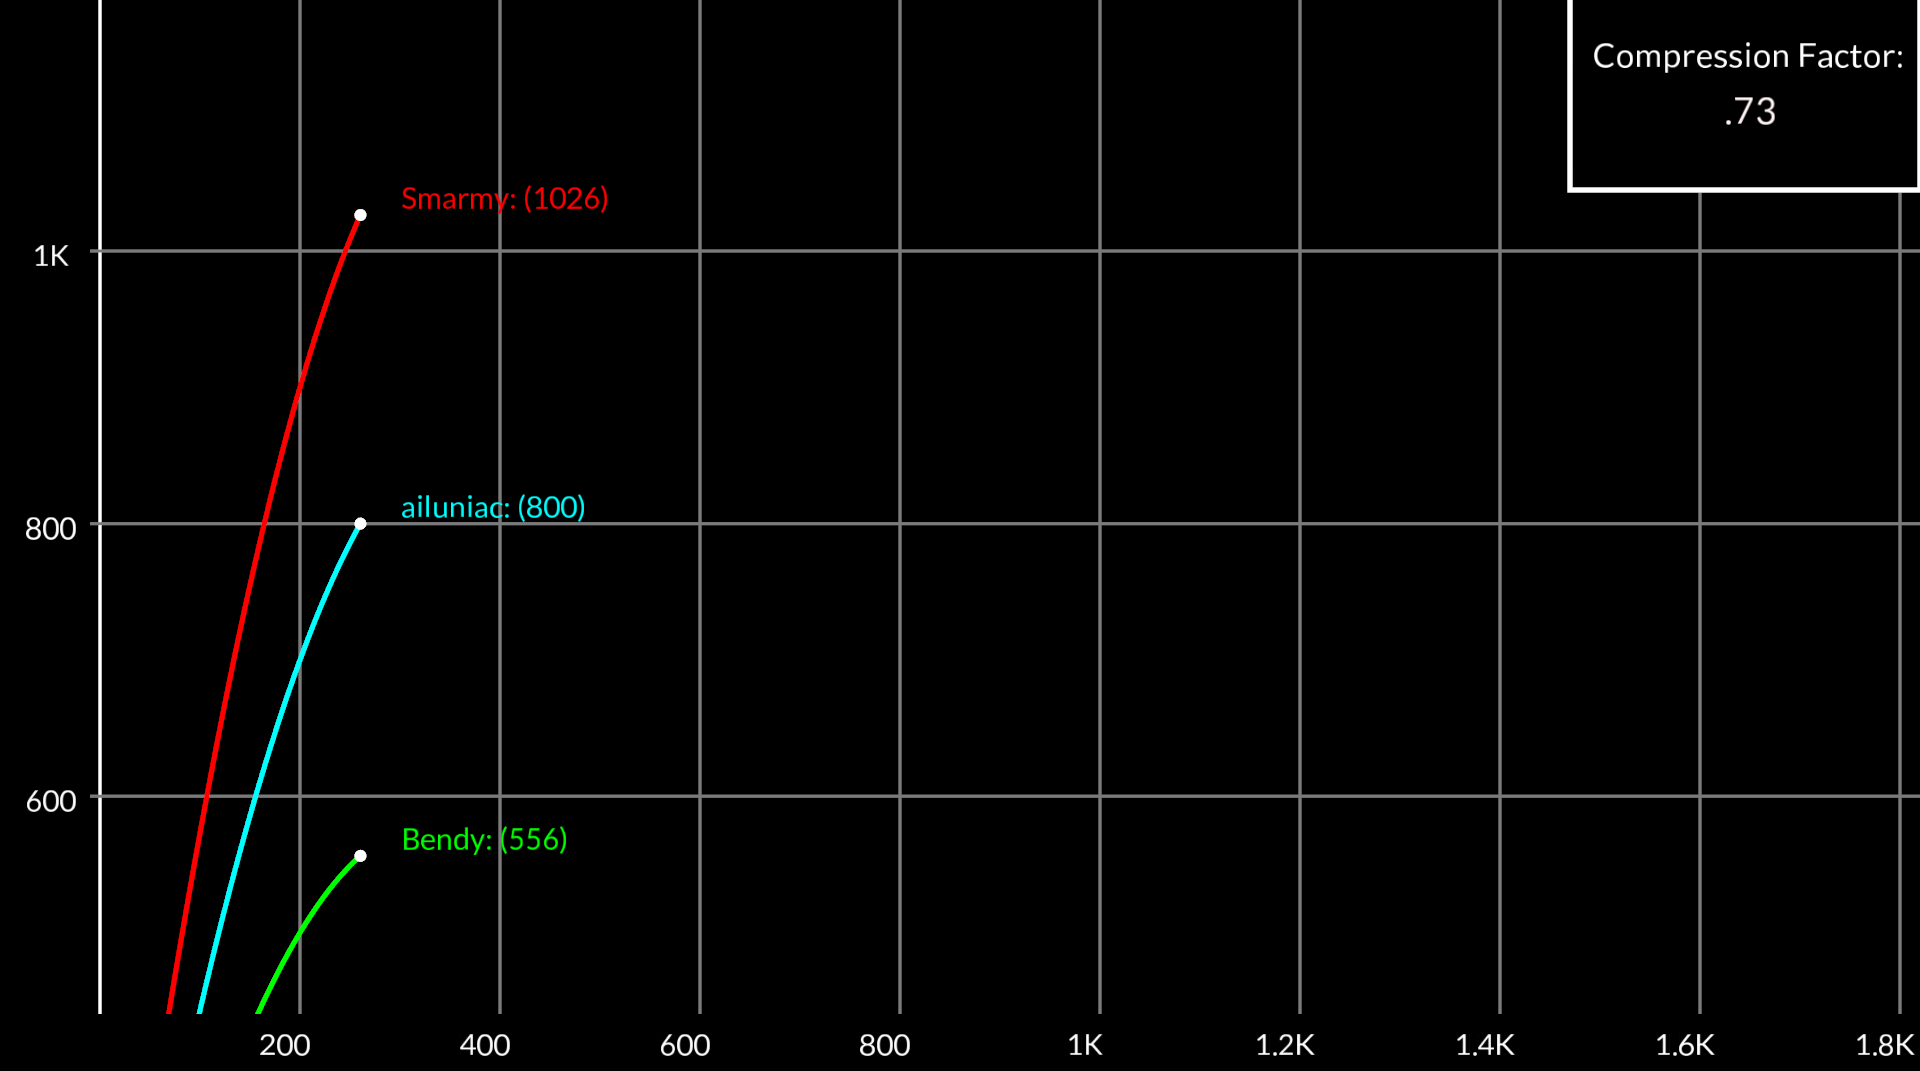 Compression Factor:
.73
Smarmy: (1026)
1K
ailuniac: (800)
800
600
Bendy: (556)
200 400 600 800 1K 1.2K 1.4K 1.6K 1.8K